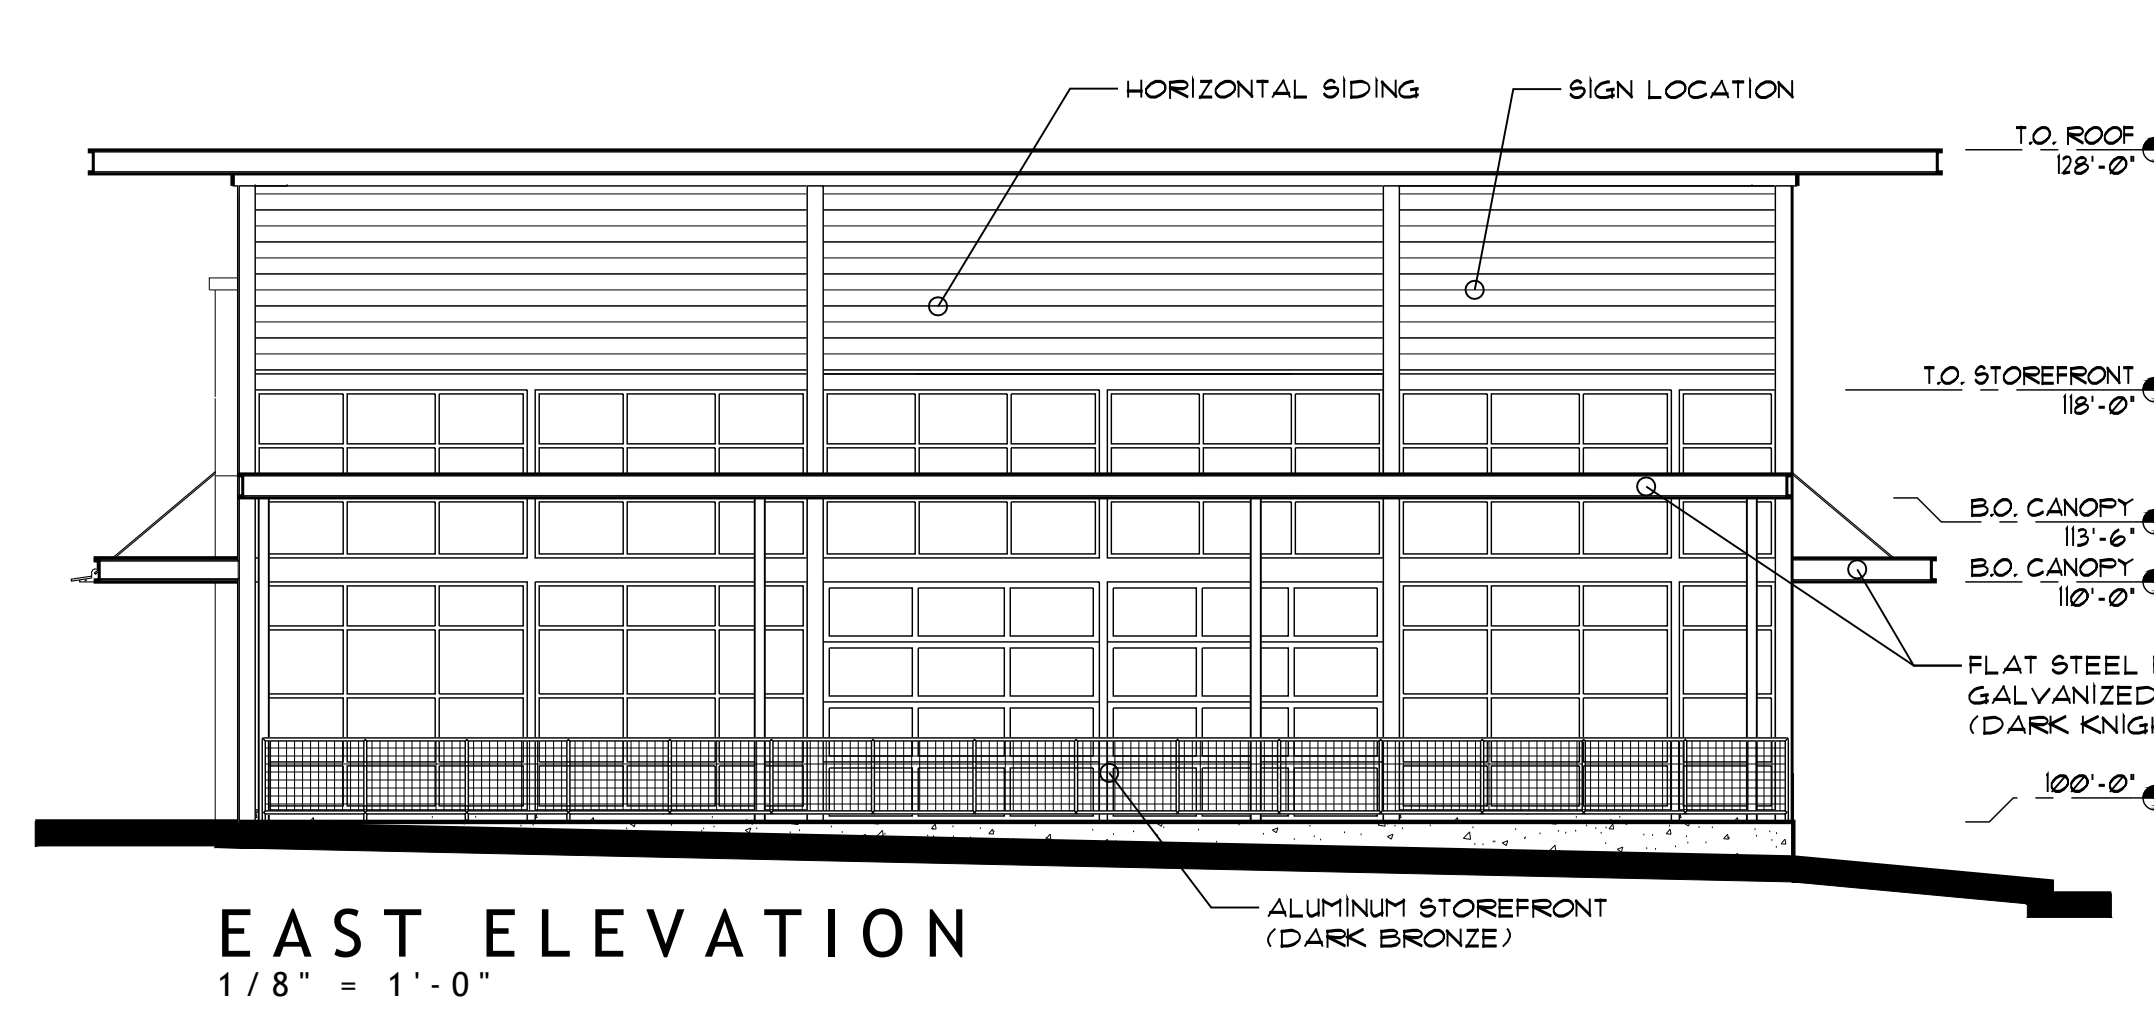 HORIZONTAL SIDING
SIGN LOCATION
T.O. ROOF
128'-0"
T.O. STOREFRONT
118'-0"
B.O. CANOPY
113'-6"
B.O. CANOPY
110'-0"
FLAT STEEL
GALVANIZED
(DARK
100'-0"
ALUMINUM STOREFRONT
(DARK BRONZE)
EAST ELEVATION
1/8" = 1'-0"